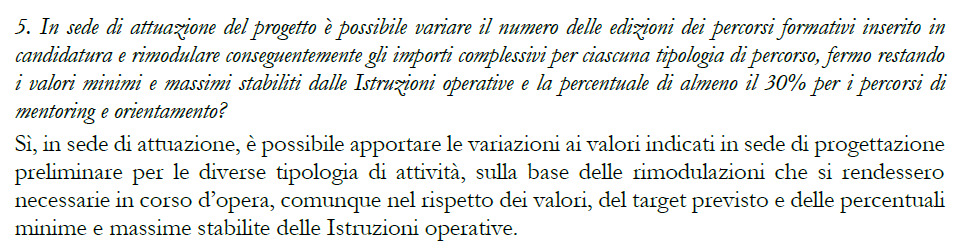 5. In sede di attuazione del progetto è possibile variare il numero delle edizioni dei percorsi formativi inserito in
candidatura e rimodulare conseguentemente gli importi complessivi per ciascuna tipologia di percorso, fermo restando
i valori minimi e massimi stabiliti dalle Istruzioni operative e la percentuale di almeno il 30% per i percorsi di
mentoring e orientamento?
Sì, in sede di attuazione, è possibile apportare le variazioni ai valori indicati in sede di progettazione
preliminare per le diverse tipologia di attività, sulla base delle rimodulazioni che si rendessero
necessarie in corso d’opera, comunque nel rispetto dei valori, del target previsto e delle percentuali
minime e massime stabilite delle Istruzioni operative.